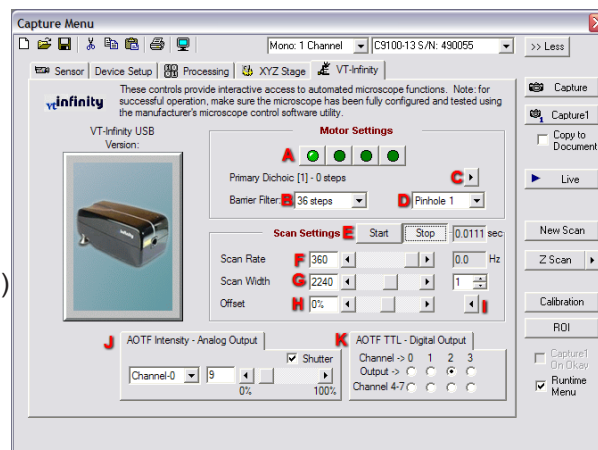 Capture Menu
Mono: 1 Channel C9100-13 S/N: 490055 >> Less
Sensor Device Setup Processing XYZ Stage VT-Infinity
vtinfinity
These controls provide interactive access to automated microscope functions. Note: for
successful operation, make sure the microscope has been fully configured and tested using
the manufacturer's microscope control software utility.
VT-Infinity USB
Version:
infinity
Motor Settings
A
Primary Dichoic [1] - 0 steps C
Barrier Filter: B 36 steps D Pinhole 1
Scan Settings E Start Stop 0.0111 sec
Scan Rate F 360 0.0 Hz
Scan Width G 2240 1
Offset H 0% I
J AOTF Intensity - Analog Output
Shutter
Channel-0 9
0% 100%
K AOTF TTL - Digital Output
Channel -> 0 1 2 3
Output ->
Channel 4-7
Capture
1 Capture1
Copy to
Document
Live
New Scan
Z Scan
Calibration
ROI
Capture1
On Okay
Runtime
Menu
)